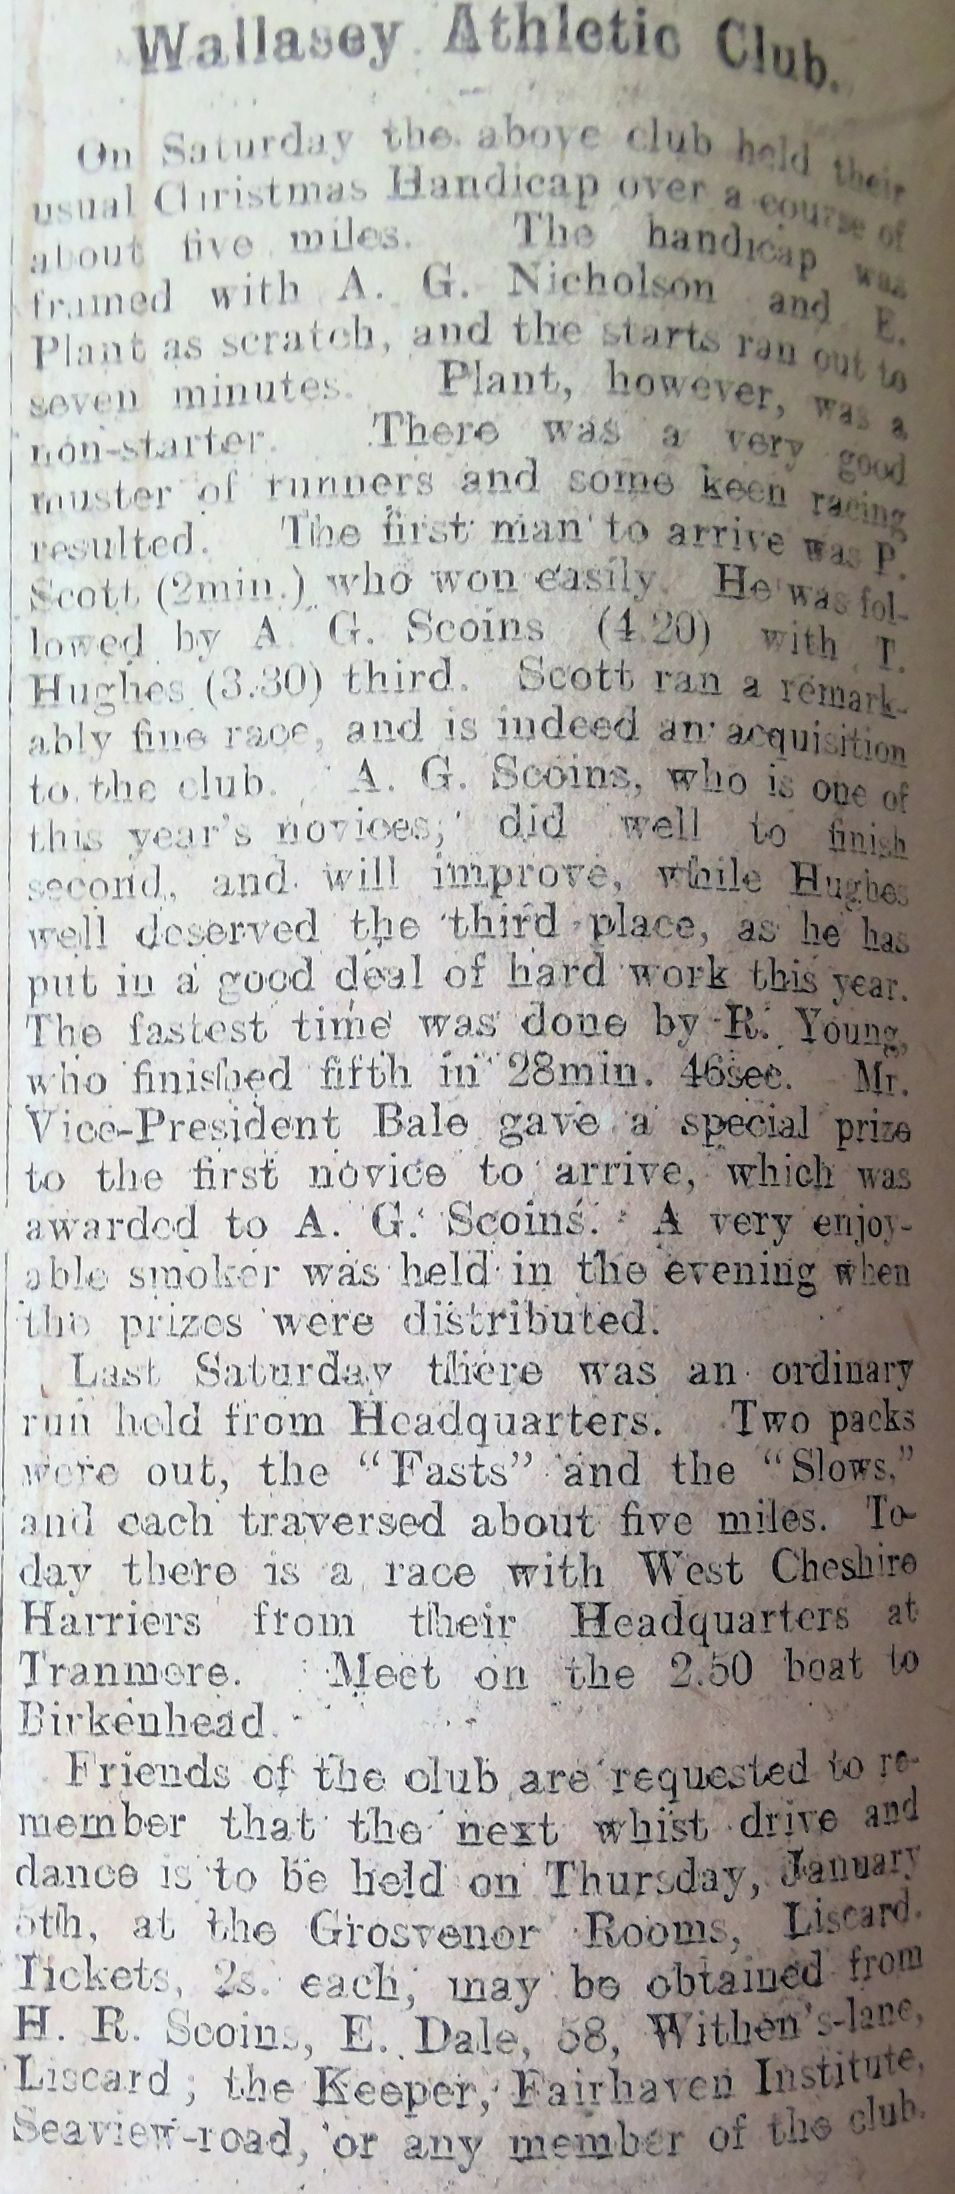 Wallasey Athletic Club.
On Saturday the above club held their
usual Christmas Handicap over a course of
about five miles. The handicap was
framed with A. G. Nicholson and E.
Plant as scratch, and the starts ran out to
seven minutes. Plant, however, was a
non-starter. There was a very good
muster of runners and some keen racing
resulted. The first man to arrive was P.
Scott (2min.) who won easily. He was fol-
lowed by A. G. Scoins (4.20) with T.
Hughes (3.30) third. Scott ran a remark-
ably fine race, and is indeed an acquisition
to the club. A. G. Scoins, who is one of
this year's novices, did well to finish
second, and will improve, while Hughes
well deserved the third place, as he has
put in a good deal of hard work this year.
The fastest time was done by R. Young,
who finished fifth in 28min. 46sec. Mr.
Vice-President Bale gave a special prize
to the first novice to arrive, which was
awarded to A. G. Scoins. A very enjoy-
able smoker was held in the evening when
the prizes were distributed.
Last Saturday there was an ordinary
run held from Headquarters. Two packs
were out, the "Fasts" and the "Slows,"
and each traversed about five miles. To-
day there is a race with West Cheshire
Harriers from their Headquarters at
Tranmere. Meet on the 2.50 boat to
Birkenhead.
Friends of the club are requested to re-
member that the next whist drive and
dance is to be held on Thursday, January
5th, at the Grosvenor Rooms, Liscard.
Tickets, 2s. each, may be obtained from
H. R. Scoins, E. Dale, 58, Withen's-lane,
Liscard; the Keeper, Fairhaven Institute,
Seaview-road, or any member of the club.